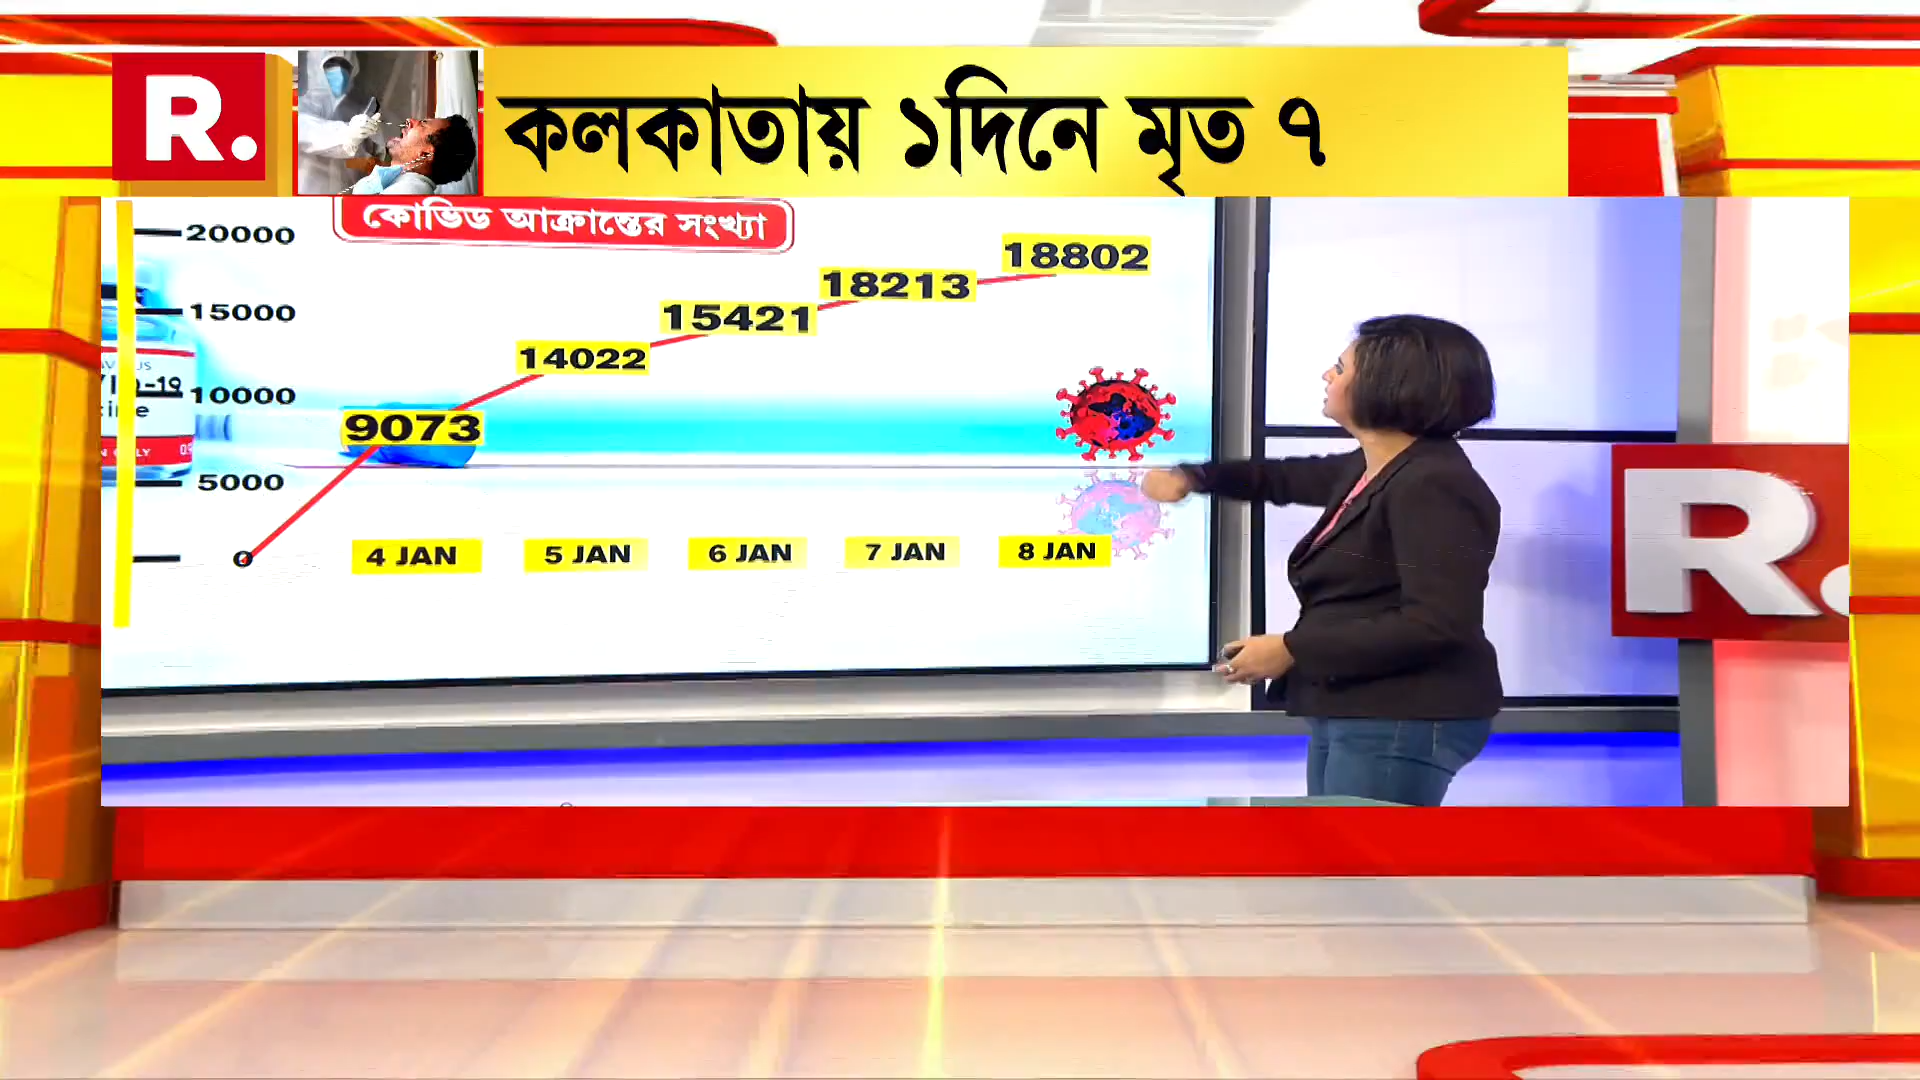 R.
কলকাতায় ১দিনে মৃত ৭
কোভিড আক্রান্তের সংখ্যা
20000
15000
10000
5000
0
9073
14022
15421
18213
18802
4 JAN
5 JAN
6 JAN
7 JAN
8 JAN
R.